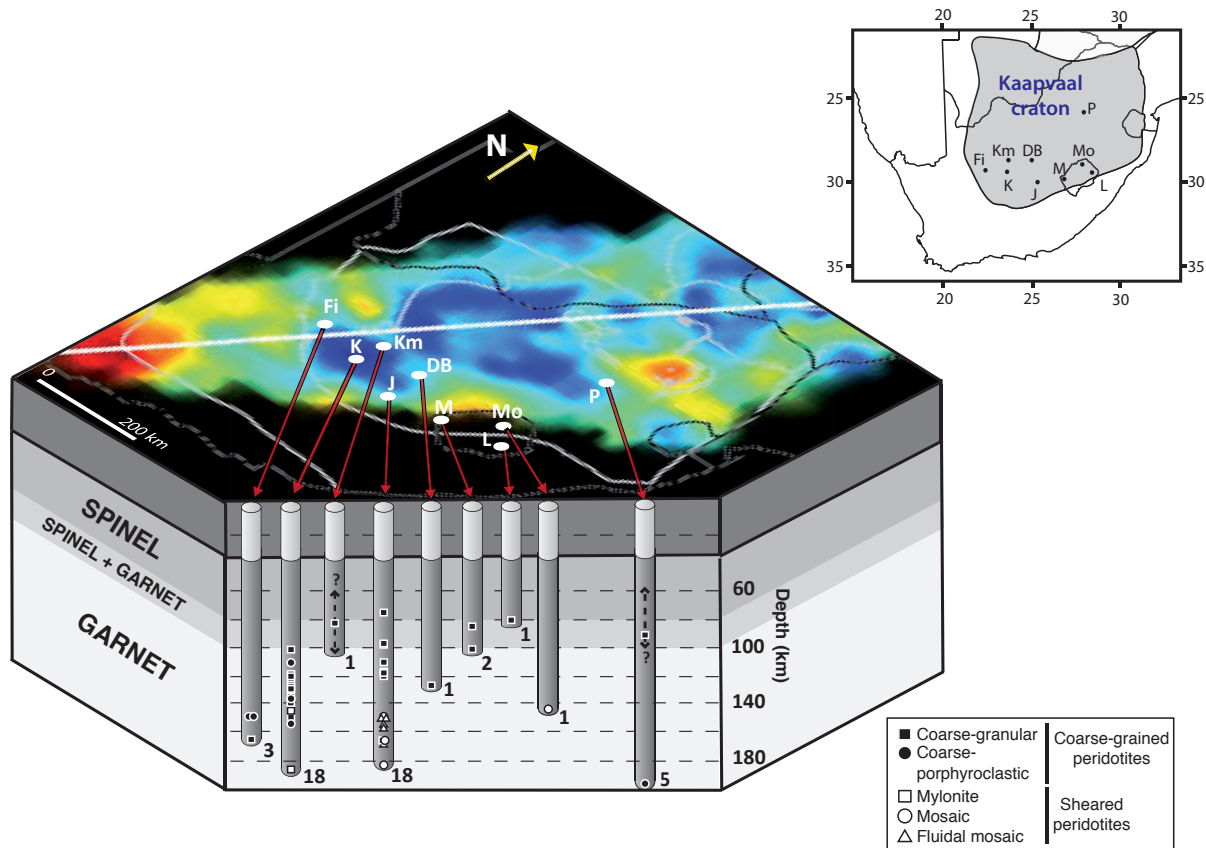 20 25 30
Kaapvaal
craton
25 25
P
Km DB Mo
Fi M
30 K J L 30
35 35
20 25 30
N
Fi
K Km
DB
J
M Mo P
L
0
200 km
SPINEL
SPINEL + GARNET
GARNET
? 
60
100
140
180
Depth (km)
?
3 18 1 18 1 2 1 1 5
Coarse-granular
Coarse-
porphyroclastic
Coarse-grained
peridotites
Mylonite
Mosaic
Fluidal mosaic
Sheared
peridotites